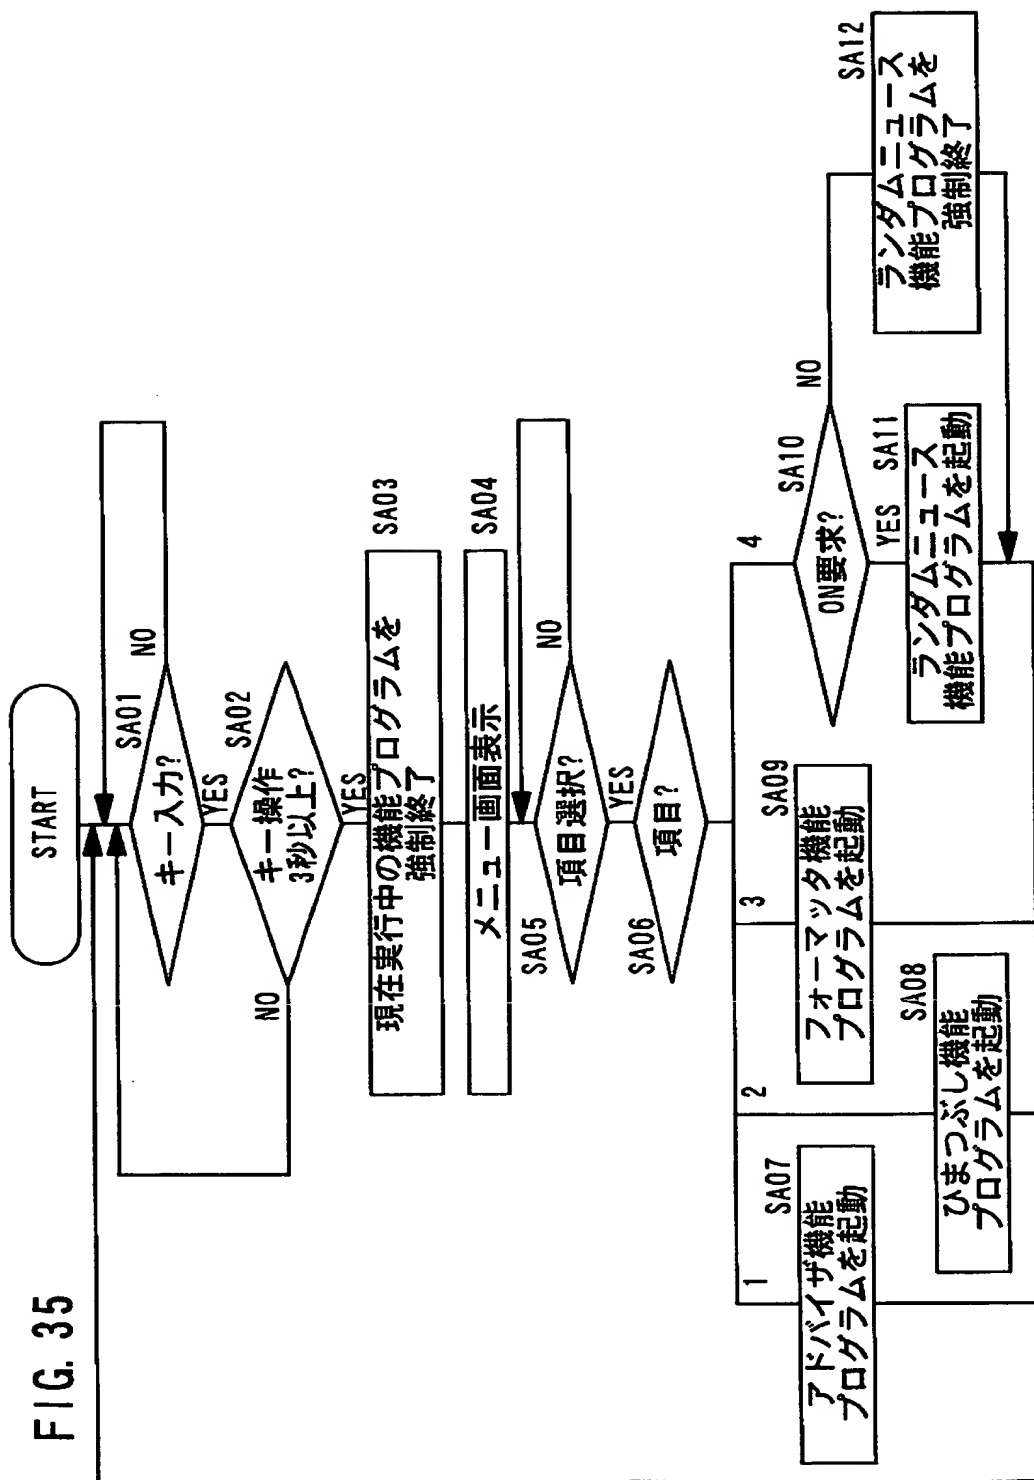 FIG. 35
START
SA01
キー入力?
NO
YES
SA02
キー操作
3秒以上?
NO
YES
SA03
現在実行中の機能プログラムを
強制終了
SA04
メニュー画面表示
SA05
項目選択?
NO
YES
SA06
項目?
1
2
3
4
SA07
アドバイザ機能
プログラムを起動
SA08
ひまつぶし機能
プログラムを起動
SA09
フォーマッタ機能
プログラムを起動
SA10
ON要求?
NO
YES
SA11
ランダムニュース
機能プログラムを起動
SA12
ランダムニュース
機能プログラムを
強制終了